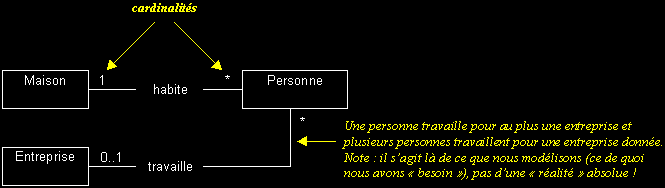 cardinalités
Maison 1 habite * Personne
*
Une personne travaille pour au plus une entreprise et
plusieurs personnes travaillent pour une entreprise donnée.
Note : il s'agit là de ce que nous modélisons (ce de quoi
nous avons « besoin »), pas d'une « réalité » absolue !
Entreprise 0..1 travaille